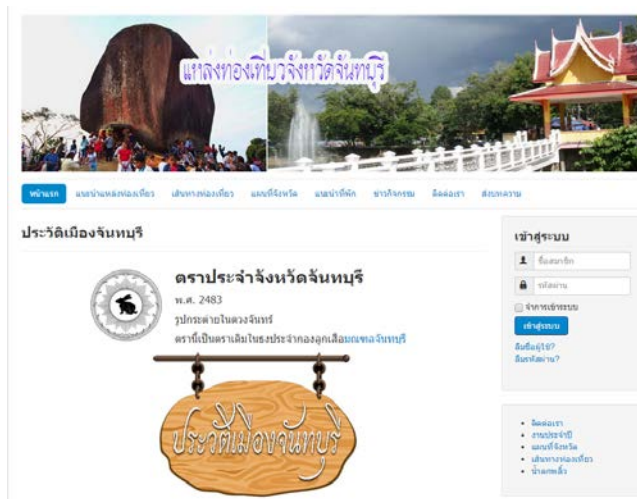 แหล่งท่องเที่ยวจังหวัดจันทบุรี
หน้าแรก แนะนำแหล่งท่องเที่ยว เส้นทางท่องเที่ยว แผนที่จังหวัด แนะนำที่พัก ข่าวกิจกรรม ติดต่อเรา ส่งบทความ
ประวัติเมืองจันทบุรี
ตราประจำจังหวัดจันทบุรี
พ.ศ. 2483
รูปกระต่ายในดวงจันทร์
ตรานี้เป็นตราเดิมในธงประจำกองลูกเสือมณฑลจันทบุรี
ประวัติเมืองจันทบุรี
เข้าสู่ระบบ
ชื่อสมาชิก
รหัสผ่าน
จำการเข้าระบบ
เข้าสู่ระบบ
ลืมชื่อผู้ใช้?
ลืมรหัสผ่าน?
ติดต่อเรา
งานประจำปี
แผนที่จังหวัด
เส้นทางท่องเที่ยว
น้ำตกพลิ้ว